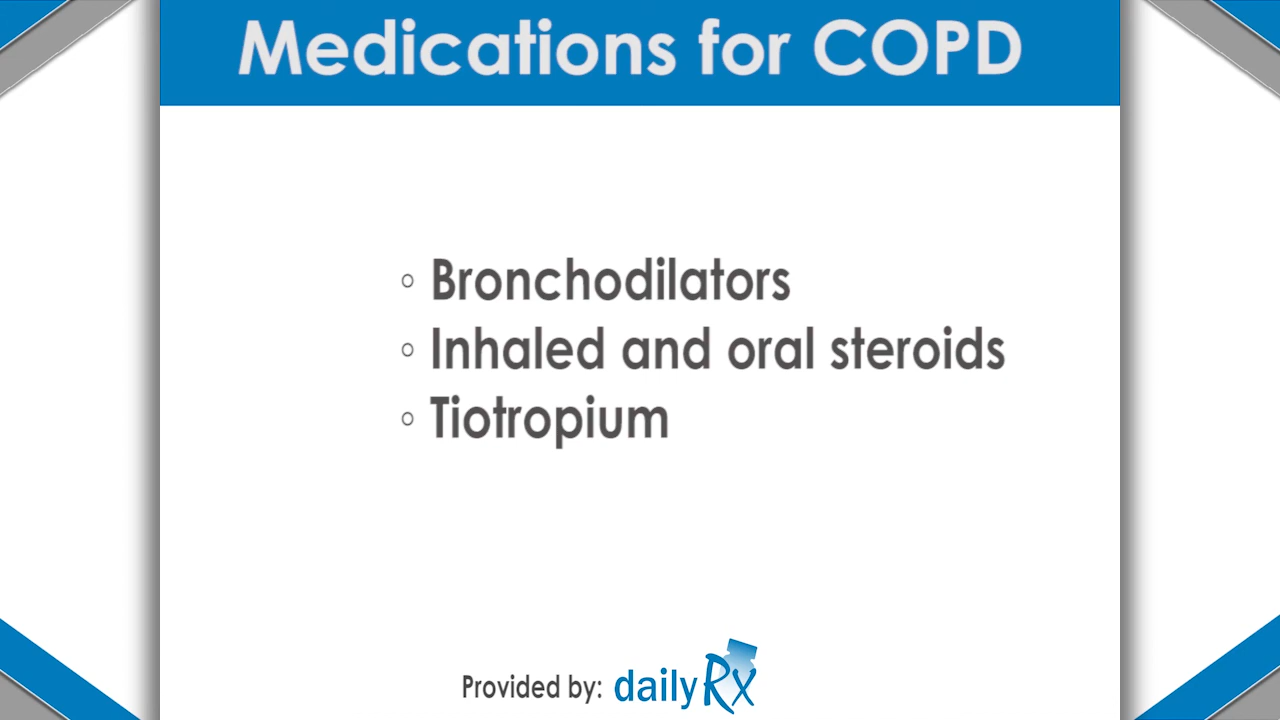 Medications for COPD
◦ Bronchodilators
◦ Inhaled and oral steroids
◦ Tiotropium
Provided by: dailyRx